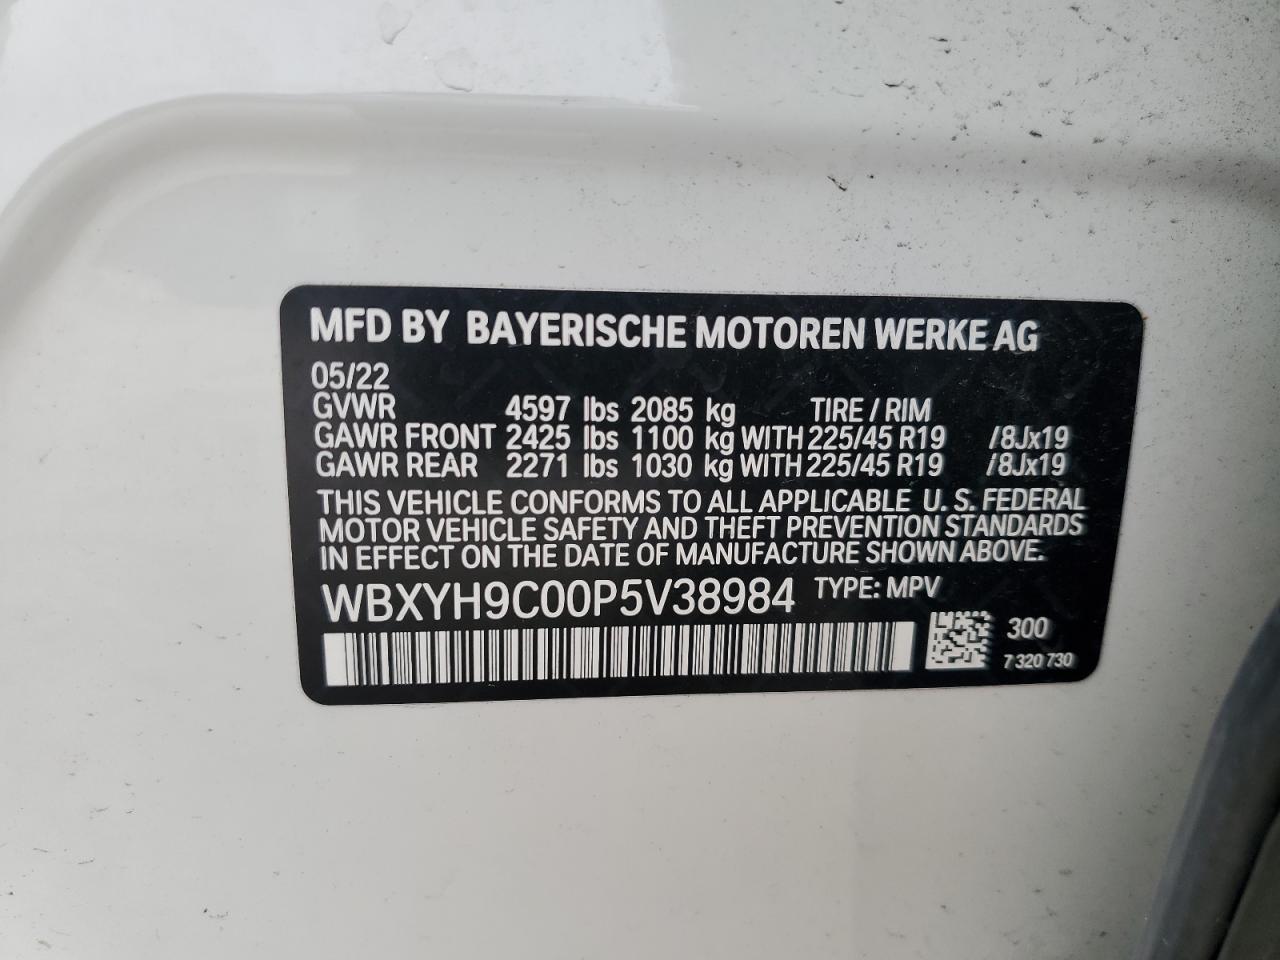 MFD BY BAYERISCHE MOTOREN WERKE AG
05/22
GVWR 4597 lbs 2085 kg TIRE / RIM
GAWR FRONT 2425 lbs 1100 kg WITH 225/45 R19 /8Jx19
GAWR REAR 2271 lbs 1030 kg WITH 225/45 R19 /8Jx19
THIS VEHICLE CONFORMS TO ALL APPLICABLE U. S. FEDERAL
MOTOR VEHICLE SAFETY AND THEFT PREVENTION STANDARDS
IN EFFECT ON THE DATE OF MANUFACTURE SHOWN ABOVE.
WBXYH9C00P5V38984 TYPE: MPV
300
7 320 730